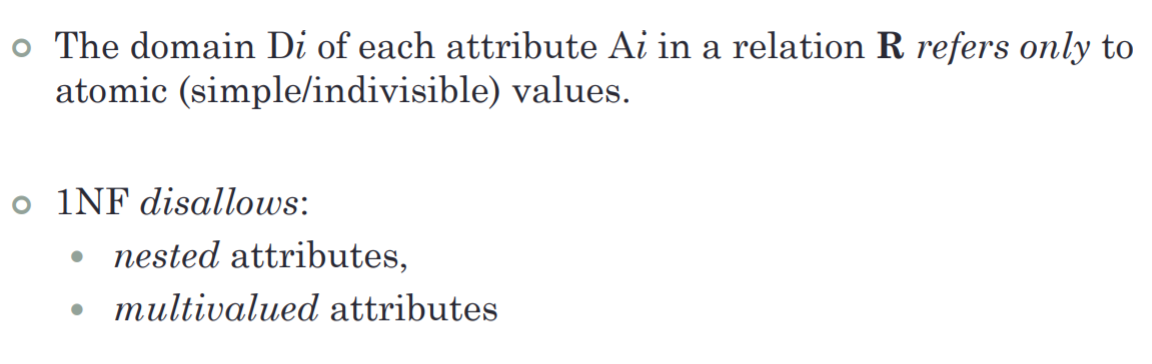 The domain Di of each attribute Ai in a relation R refers only to
atomic (simple/indivisible) values.
1NF disallows:
nested attributes,
multivalued attributes